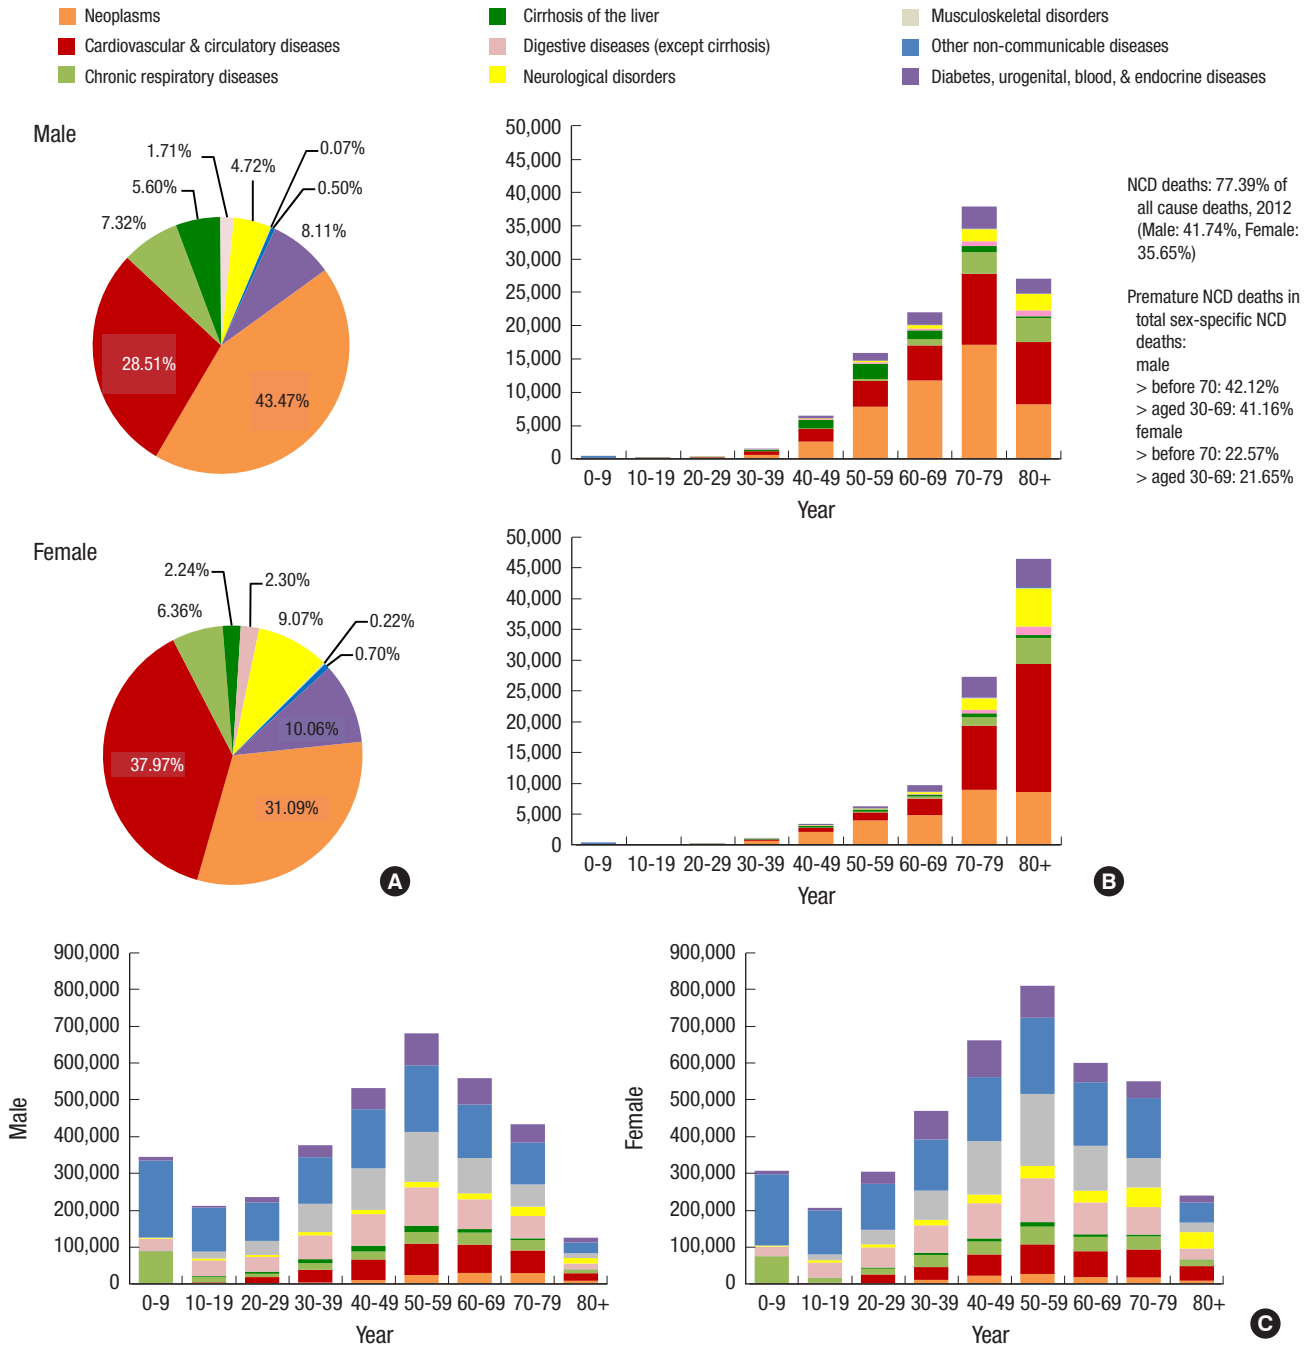 Neoplasms
Cardiovascular & circulatory diseases
Chronic respiratory diseases
Cirrhosis of the liver
Digestive diseases (except cirrhosis)
Neurological disorders
Musculoskeletal disorders
Other non-communicable diseases
Diabetes, urogenital, blood, & endocrine diseases
Male
1.71%
4.72%
0.07%
5.60%
0.50%
7.32%
8.11%
28.51%
43.47%
50,000
45,000
40,000
35,000
30,000
25,000
20,000
15,000
10,000
5,000
0
0-9 10-19 20-29 30-39 40-49 50-59 60-69 70-79 80+
Year
NCD deaths: 77.39% of
all cause deaths, 2012
(Male: 41.74%, Female:
35.65%)
Premature NCD deaths in
total sex-specific NCD
deaths:
male
> before 70: 42.12%
> aged 30-69: 41.16%
female
> before 70: 22.57%
> aged 30-69: 21.65%
Female
2.24%
2.30%
6.36%
9.07%
0.22%
0.70%
10.06%
37.97%
31.09%
A
50,000
45,000
40,000
35,000
30,000
25,000
20,000
15,000
10,000
5,000
0
0-9 10-19 20-29 30-39 40-49 50-59 60-69 70-79 80+
Year
B
Male
900,000
800,000
700,000
600,000
500,000
400,000
300,000
200,000
100,000
0
0-9 10-19 20-29 30-39 40-49 50-59 60-69 70-79 80+
Year
Female
900,000
800,000
700,000
600,000
500,000
400,000
300,000
200,000
100,000
0
0-9 10-19 20-29 30-39 40-49 50-59 60-69 70-79 80+
Year
C